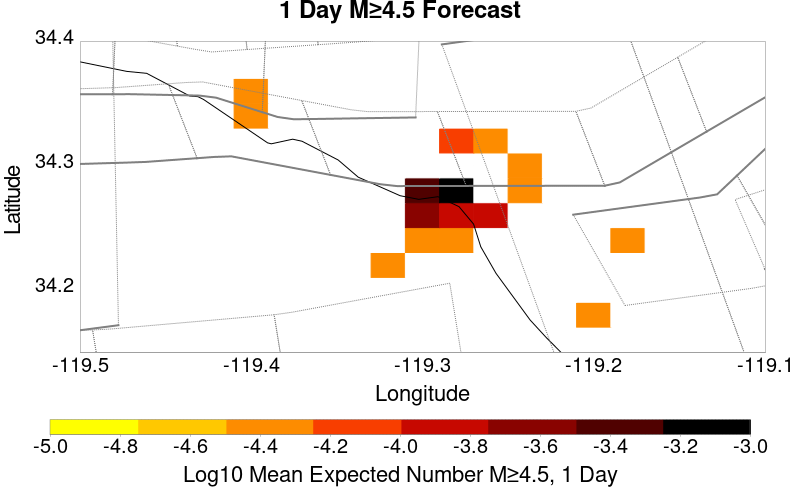 1 Day M≥4.5 Forecast
34.4
34.3
34.2
Latitude
-119.5 -119.4 -119.3 -119.2 -119.1
Longitude
-5.0 -4.8 -4.6 -4.4 -4.2 -4.0 -3.8 -3.6 -3.4 -3.2 -3.0
Log10 Mean Expected Number M≥4.5, 1 Day